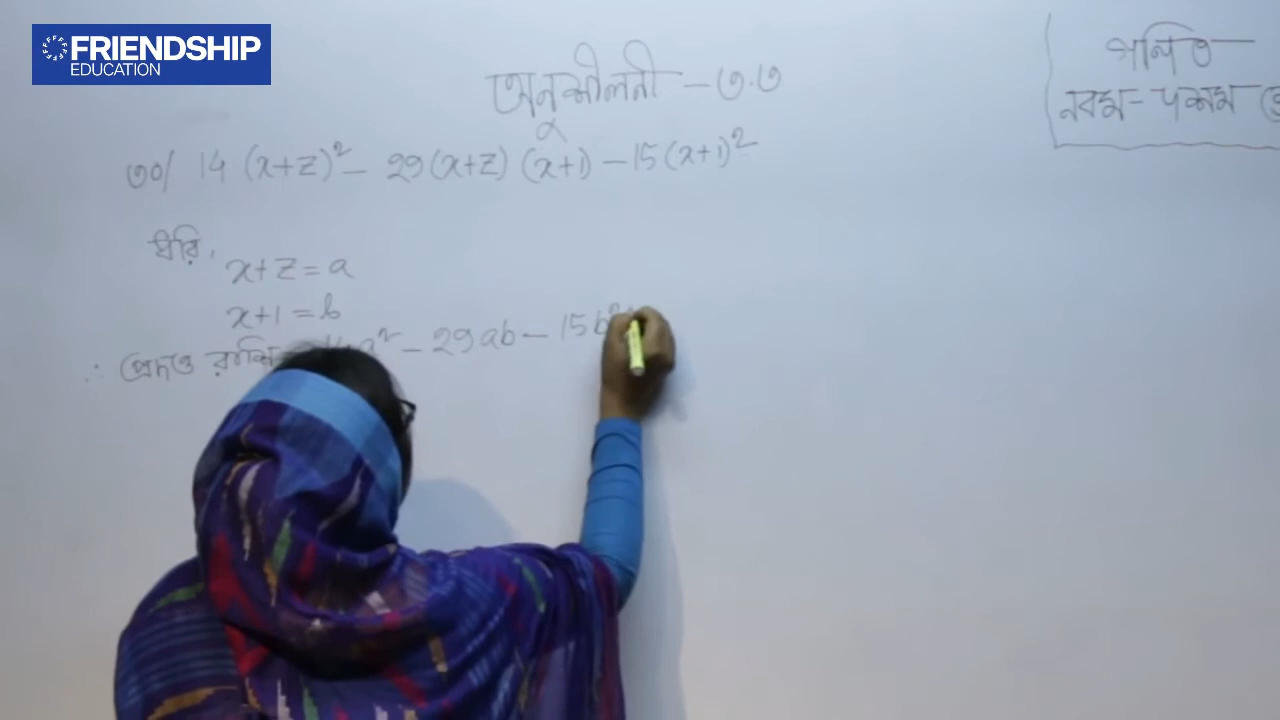 FRIENDSHIP
EDUCATION
অনুশীলনী – ৩.৩
গণিত
নবম - দশম
৩০/ 14 (x+z)² – 29(x+z) (x+1) – 15(x+1)²
ধরি,
x+z = a
x+1 = b
∴ প্রদত্ত রাশি a² – 29ab – 15b²